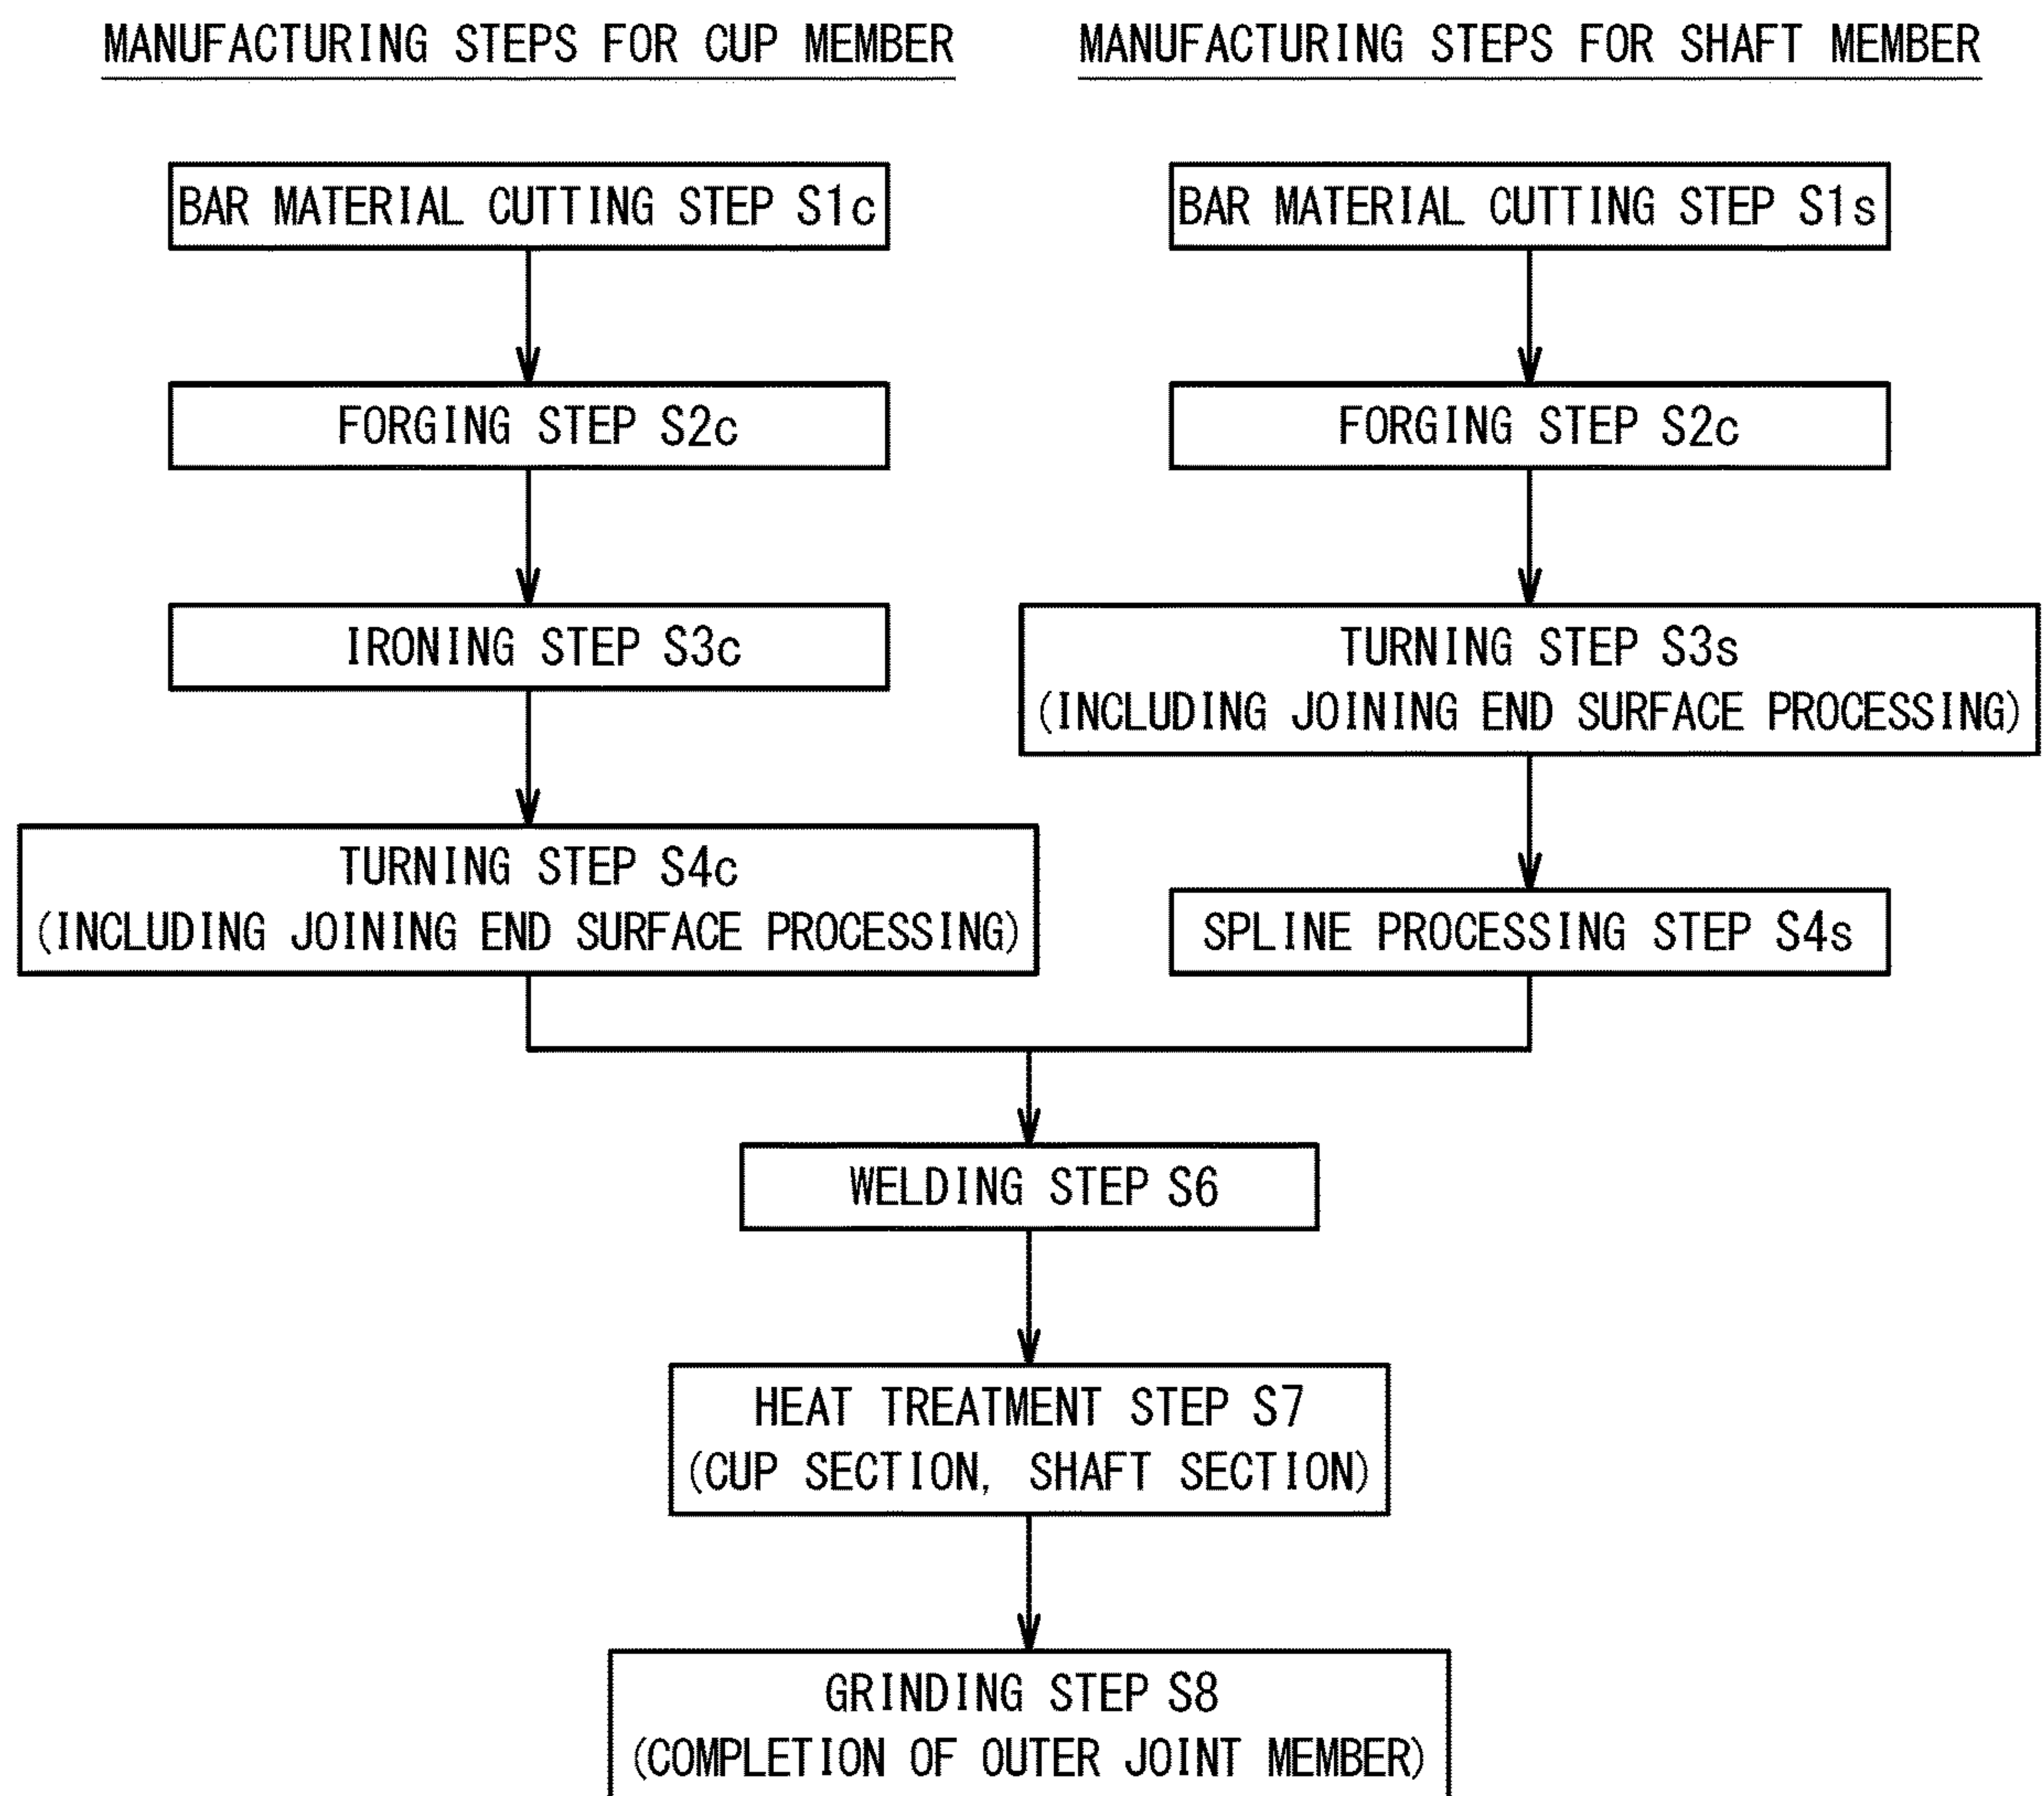 MANUFACTURING STEPS FOR CUP MEMBER
BAR MATERIAL CUTTING STEP S1c
FORGING STEP S2c
IRONING STEP S3c
TURNING STEP S4c
(INCLUDING JOINING END SURFACE PROCESSING)
MANUFACTURING STEPS FOR SHAFT MEMBER
BAR MATERIAL CUTTING STEP S1s
FORGING STEP S2c
TURNING STEP S3s
(INCLUDING JOINING END SURFACE PROCESSING)
SPLINE PROCESSING STEP S4s
WELDING STEP S6
HEAT TREATMENT STEP S7
(CUP SECTION, SHAFT SECTION)
GRINDING STEP S8
(COMPLETION OF OUTER JOINT MEMBER)